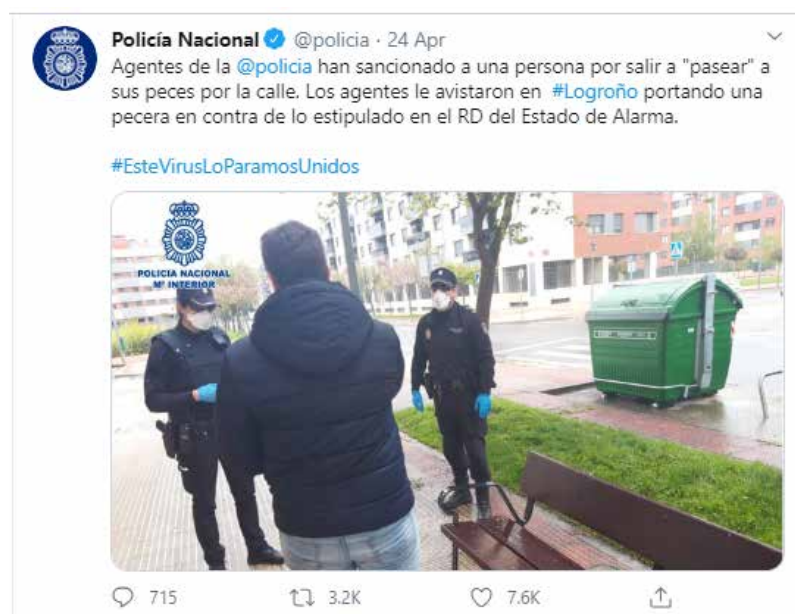 Policía Nacional @policia · 24 Apr
Agentes de la @policia han sancionado a una persona por salir a "pasear" a
sus peces por la calle. Los agentes le avistaron en #Logroño portando una
pecera en contra de lo estipulado en el RD del Estado de Alarma.
#EsteVirusLoParamosUnidos
POLICIA NACIONAL
Mº INTERIOR
715 3.2K 7.6K